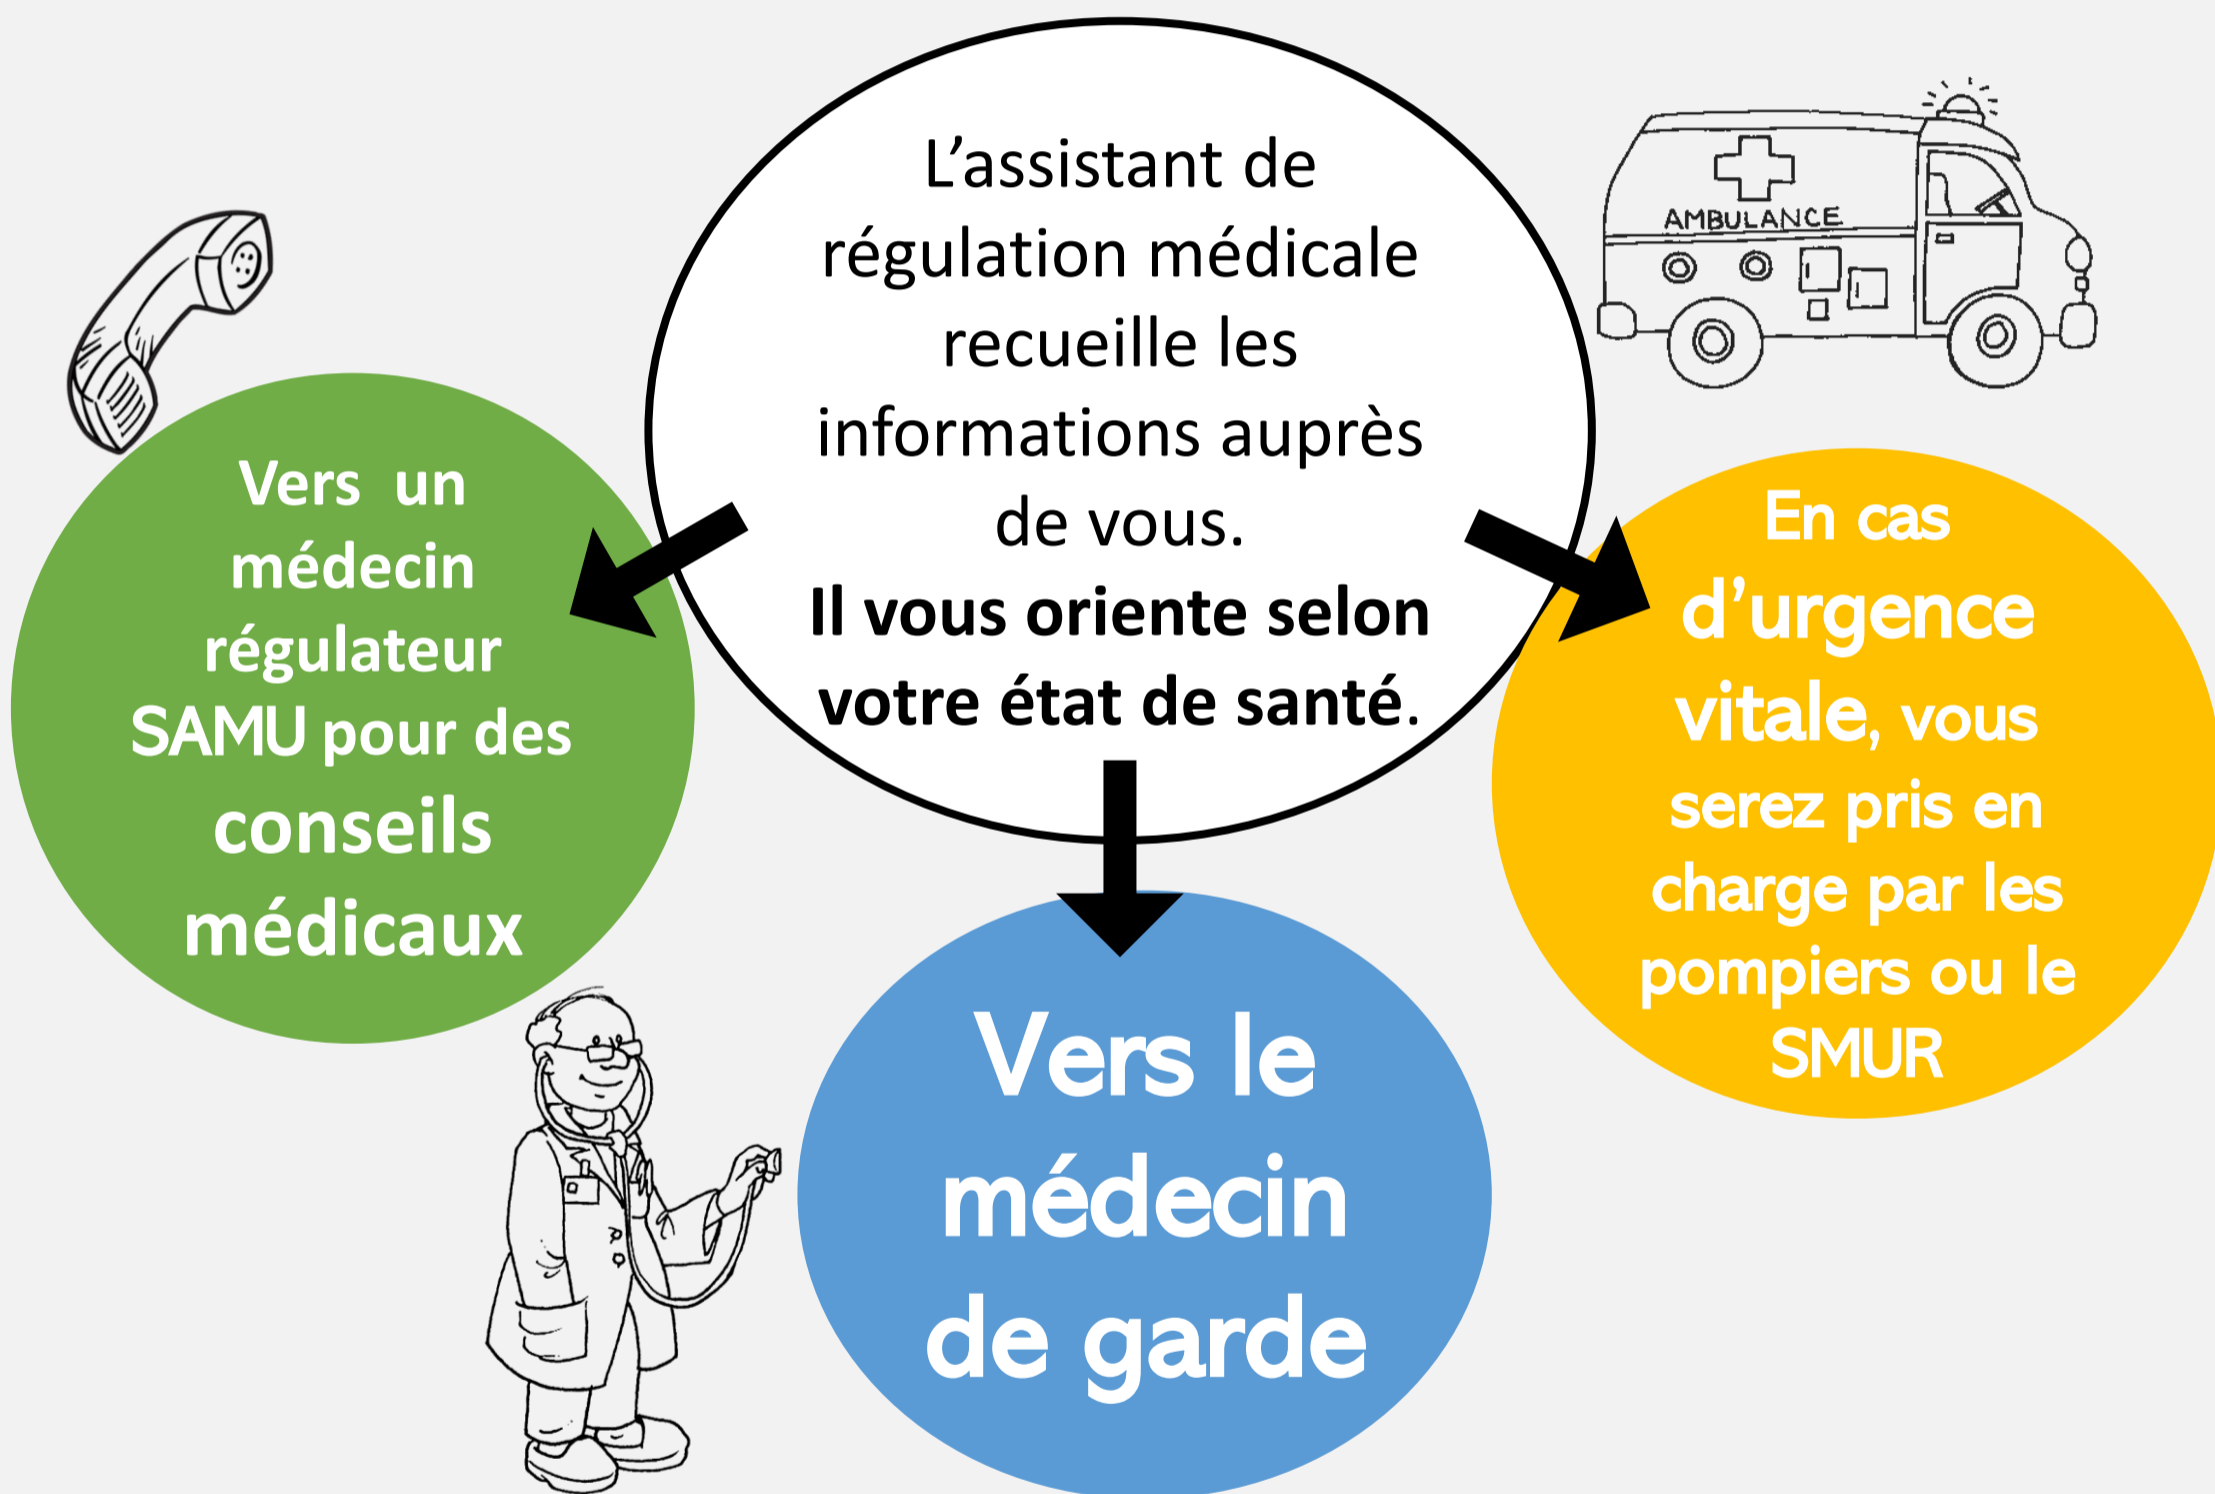 L’assistant de
régulation médicale
recueille les
informations auprès
de vous.
Il vous oriente selon
votre état de santé.
AMBULANCE
Vers un
médecin
régulateur
SAMU pour des
conseils
médicaux
Vers le
médecin
de garde
En cas
d’urgence
vitale, vous
serez pris en
charge par les
pompiers ou le
SMUR